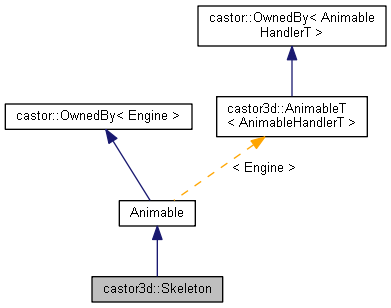 castor::OwnedBy< Animable
HandlerT >
castor3d::AnimableT
< AnimableHandlerT >
castor::OwnedBy< Engine >
< Engine >
Animable
castor3d::Skeleton